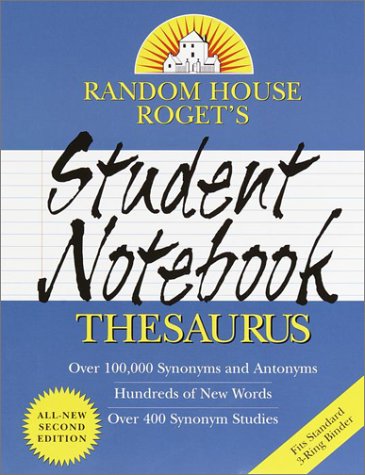 RANDOM HOUSE
ROGET'S
Student
Notebook
THESAURUS
Over 100,000 Synonyms and Antonyms
Hundreds of New Words
Over 400 Synonym Studies
ALL-NEW
SECOND
EDITION
Fits Standard
3-Ring Binder